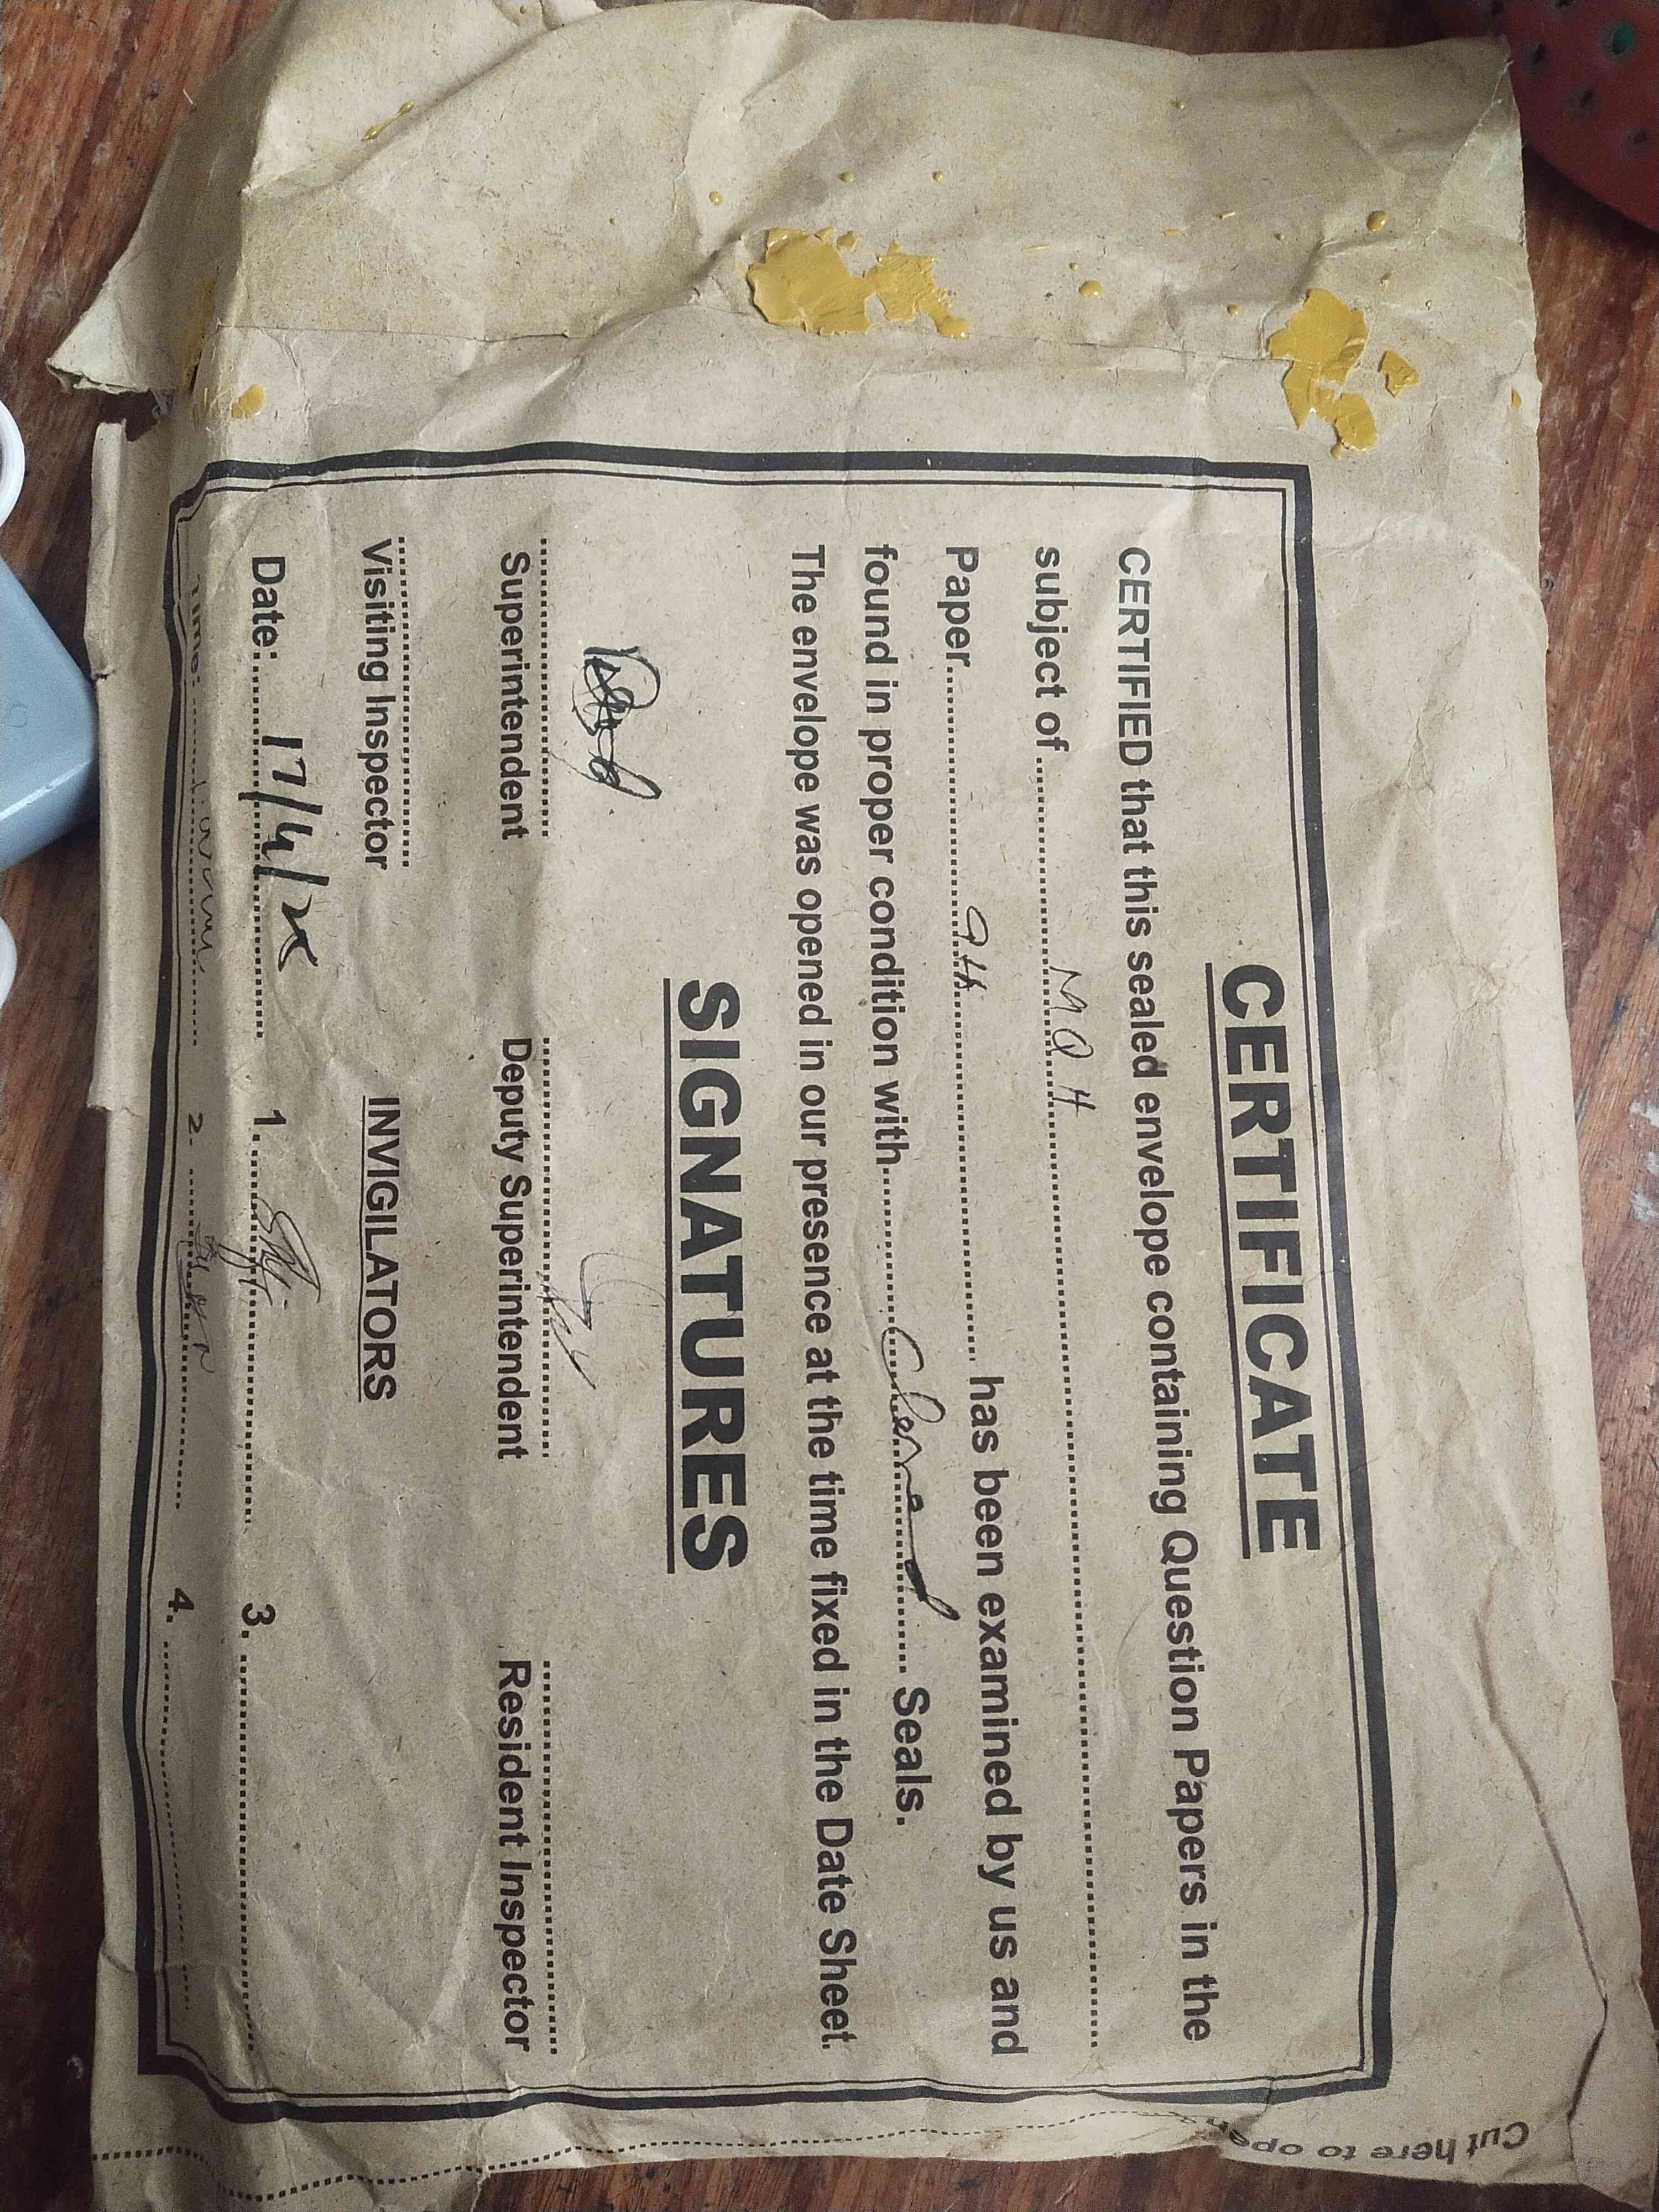 CERTIFICATE
CERTIFIED that this sealed envelope containing Question Papers in the
subject of ........ M Q H ........
Paper ........ 9th ........ has been examined by us and
found in proper condition with ................ Seals.
The envelope was opened in our presence at the time fixed in the Date Sheet.
SIGNATURES
Superintendent Deputy Superintendent Resident Inspector
Visiting Inspector INVIGILATORS
Date: 17/4/25 1. ........ 3. ........
Time: ........ 2. ........ 4. ........
Cut here to open